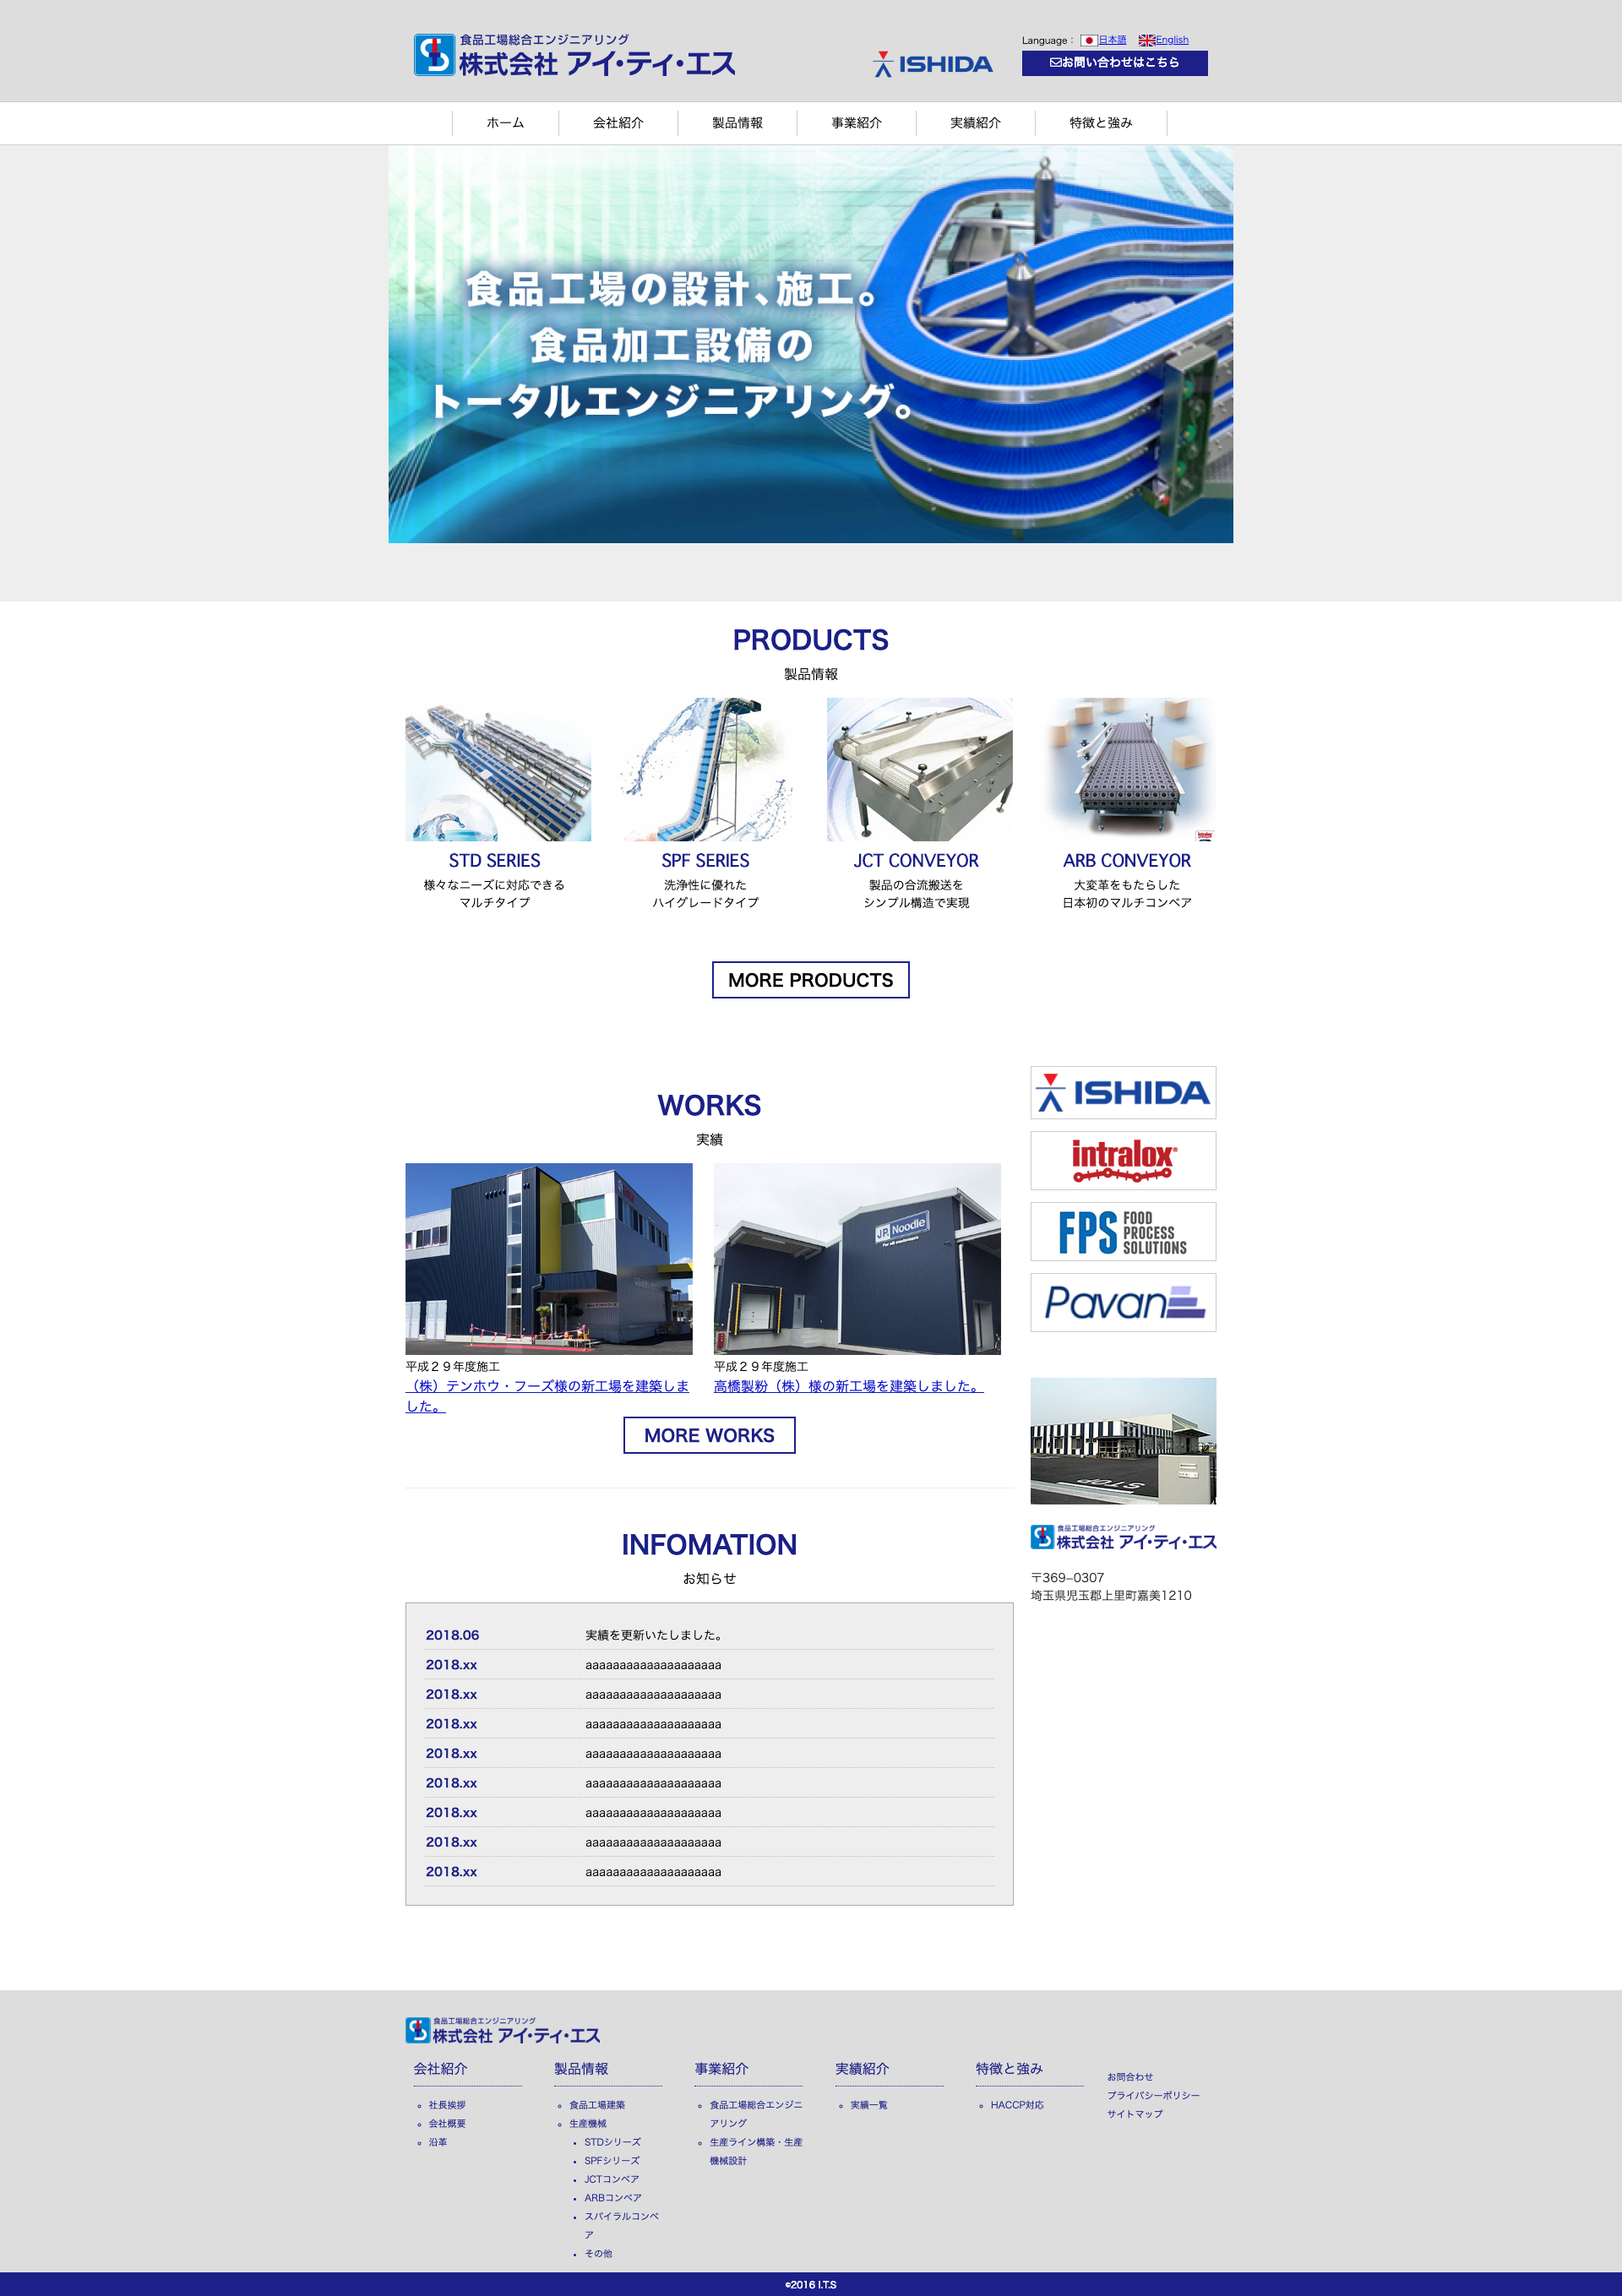 食品工場総合エンジニアリング
株式会社 アイ・ティ・エス
ISHIDA
Language： 日本語 English
お問い合わせはこちら
ホーム 会社紹介 製品情報 事業紹介 実績紹介 特徴と強み
食品工場の設計、施工。
食品加工設備の
トータルエンジニアリング。
PRODUCTS
製品情報
STD SERIES
様々なニーズに対応できる
マルチタイプ
SPF SERIES
洗浄性に優れた
ハイグレードタイプ
JCT CONVEYOR
製品の合流搬送を
シンプル構造で実現
ARB CONVEYOR
大変革をもたらした
日本初のマルチコンベア
MORE PRODUCTS
WORKS
実績
JP. Noodle
平成２９年度施工
（株）テンホウ・フーズ様の新工場を建築しま
した。
平成２９年度施工
高橋製粉（株）様の新工場を建築しました。
MORE WORKS
ISHIDA
intralox
FPS FOOD
PROCESS
SOLUTIONS
Pavan
STOP
食品工場総合エンジニアリング
株式会社 アイ・ティ・エス
〒369−0307
埼玉県児玉郡上里町嘉美1210
INFOMATION
お知らせ
2018.06 実績を更新いたしました。
2018.xx aaaaaaaaaaaaaaaaaaaa
2018.xx aaaaaaaaaaaaaaaaaaaa
2018.xx aaaaaaaaaaaaaaaaaaaa
2018.xx aaaaaaaaaaaaaaaaaaaa
2018.xx aaaaaaaaaaaaaaaaaaaa
2018.xx aaaaaaaaaaaaaaaaaaaa
2018.xx aaaaaaaaaaaaaaaaaaaa
2018.xx aaaaaaaaaaaaaaaaaaaa
食品工場総合エンジニアリング
株式会社 アイ・ティ・エス
会社紹介
社長挨拶
会社概要
沿革
製品情報
食品工場建築
生産機械
STDシリーズ
SPFシリーズ
JCTコンベア
ARBコンベア
スパイラルコンベ
ア
その他
事業紹介
食品工場総合エンジニ
アリング
生産ライン構築・生産
機械設計
実績紹介
実績一覧
特徴と強み
HACCP対応
お問合わせ
プライバシーポリシー
サイトマップ
©2016 I.T.S